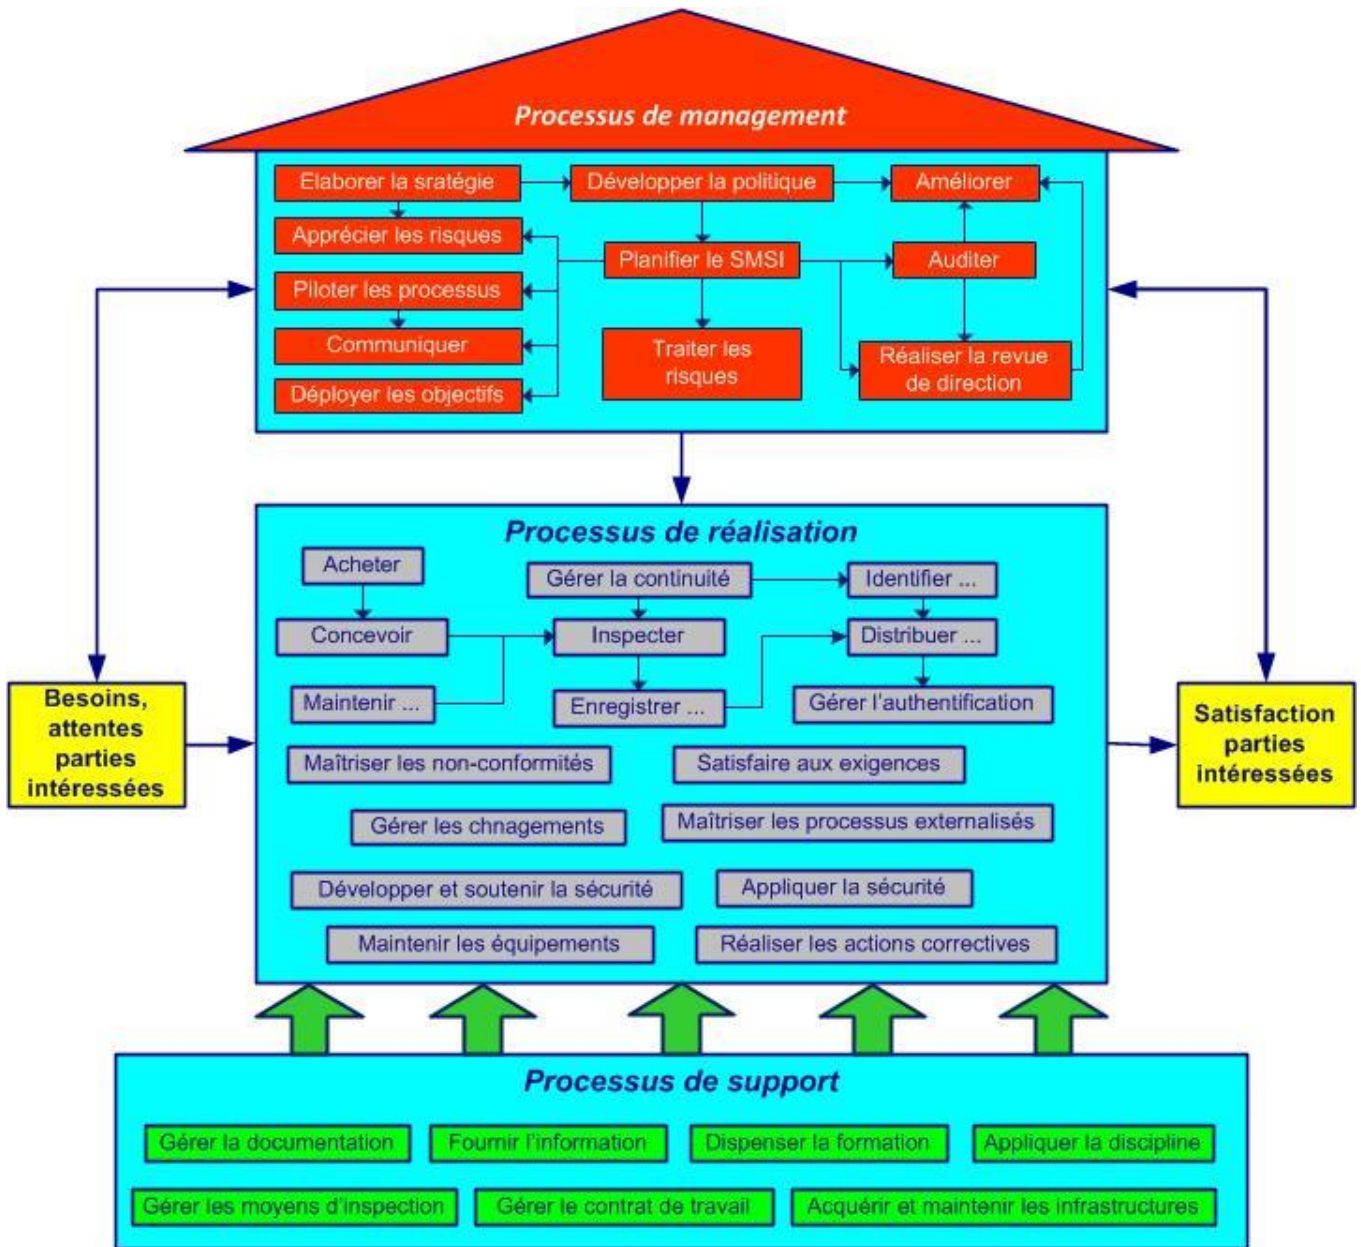 Processus de management
Elaborer la sratégie
Développer la politique
Améliorer
Apprécier les risques
Planifier le SMSI
Auditer
Piloter les processus
Communiquer
Traiter les
risques
Réaliser la revue
de direction
Déployer les objectifs
Processus de réalisation
Acheter
Gérer la continuité
Identifier ...
Concevoir
Inspecter
Distribuer ...
Maintenir ...
Enregistrer ...
Gérer l'authentification
Besoins,
attentes
parties
intéressées
Satisfaction
parties
intéressées
Maîtriser les non-conformités
Satisfaire aux exigences
Gérer les chnagements
Maîtriser les processus externalisés
Développer et soutenir la sécurité
Appliquer la sécurité
Maintenir les équipements
Réaliser les actions correctives
Processus de support
Gérer la documentation
Fournir l'information
Dispenser la formation
Appliquer la discipline
Gérer les moyens d'inspection
Gérer le contrat de travail
Acquérir et maintenir les infrastructures